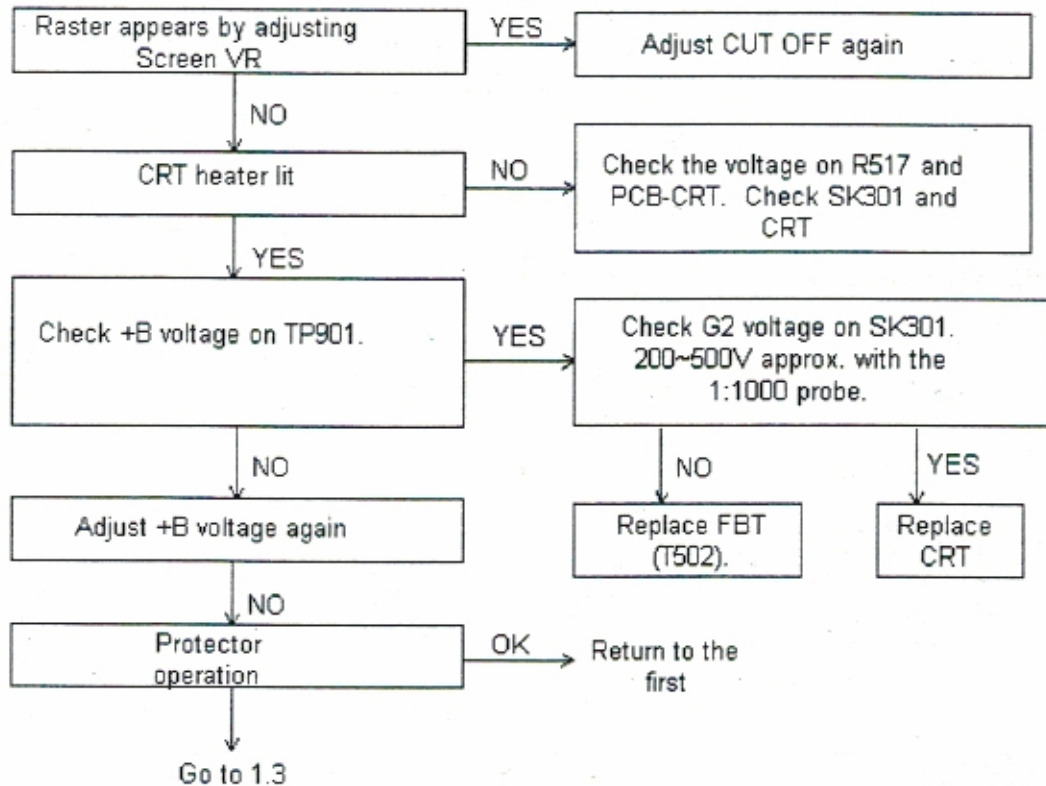 Raster appears by adjusting
Screen VR
YES
Adjust CUT OFF again
NO
CRT heater lit
NO
Check the voltage on R517 and
PCB-CRT. Check SK301 and
CRT
YES
Check +B voltage on TP901.
YES
Check G2 voltage on SK301.
200~500V approx. with the
1:1000 probe.
NO
NO
YES
Adjust +B voltage again
Replace FBT
(T502).
Replace
CRT
NO
Protector
operation
OK
Return to the
first
Go to 1.3